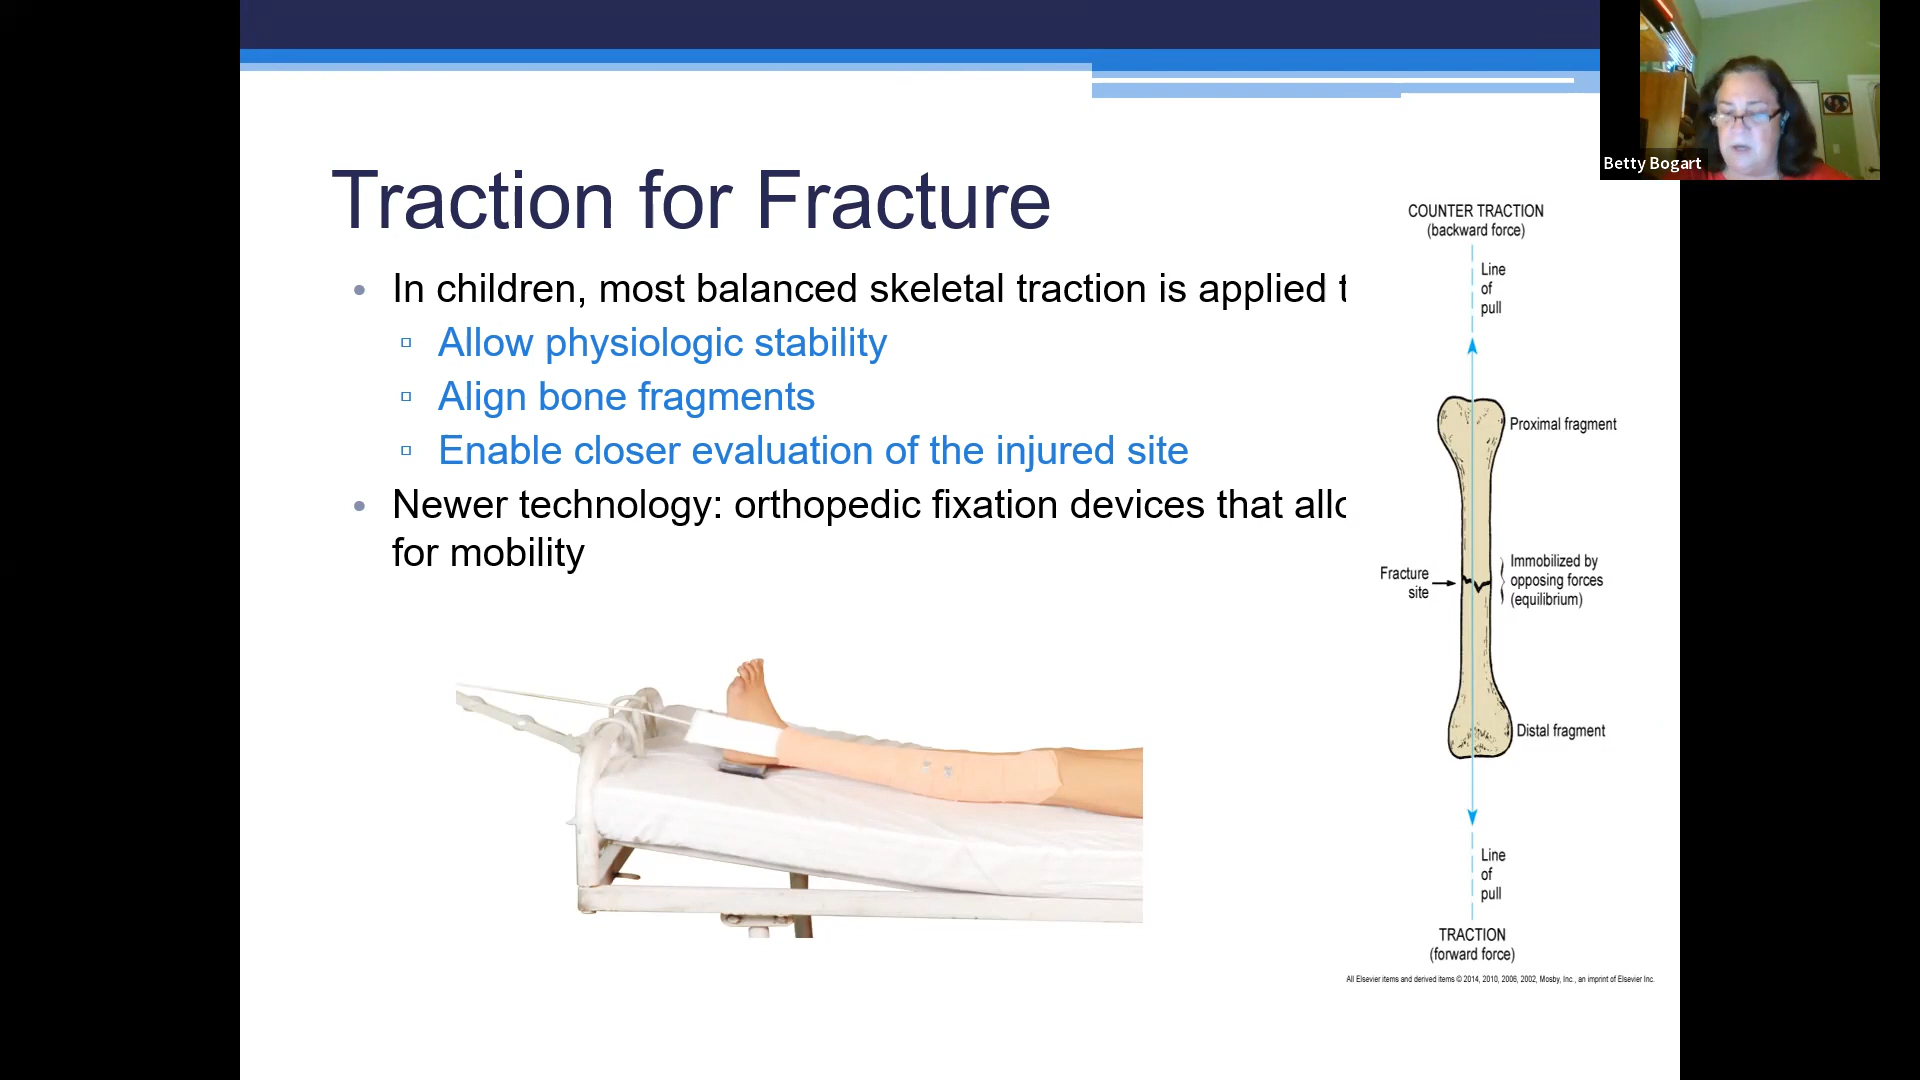 Betty Bogart
Traction for Fracture
• In children, most balanced skeletal traction is applied
▫ Allow physiologic stability
▫ Align bone fragments
▫ Enable closer evaluation of the injured site
• Newer technology: orthopedic fixation devices that
for mobility
COUNTER TRACTION
(backward force)
Line
of
pull
Proximal fragment
Fracture
site
Immobilized by
opposing forces
(equilibrium)
Distal fragment
Line
of
pull
TRACTION
(forward force)
All Elsevier items and derived items © 2014, 2010, 2006, 2002, Mosby, Inc., an imprint of Elsevier Inc.